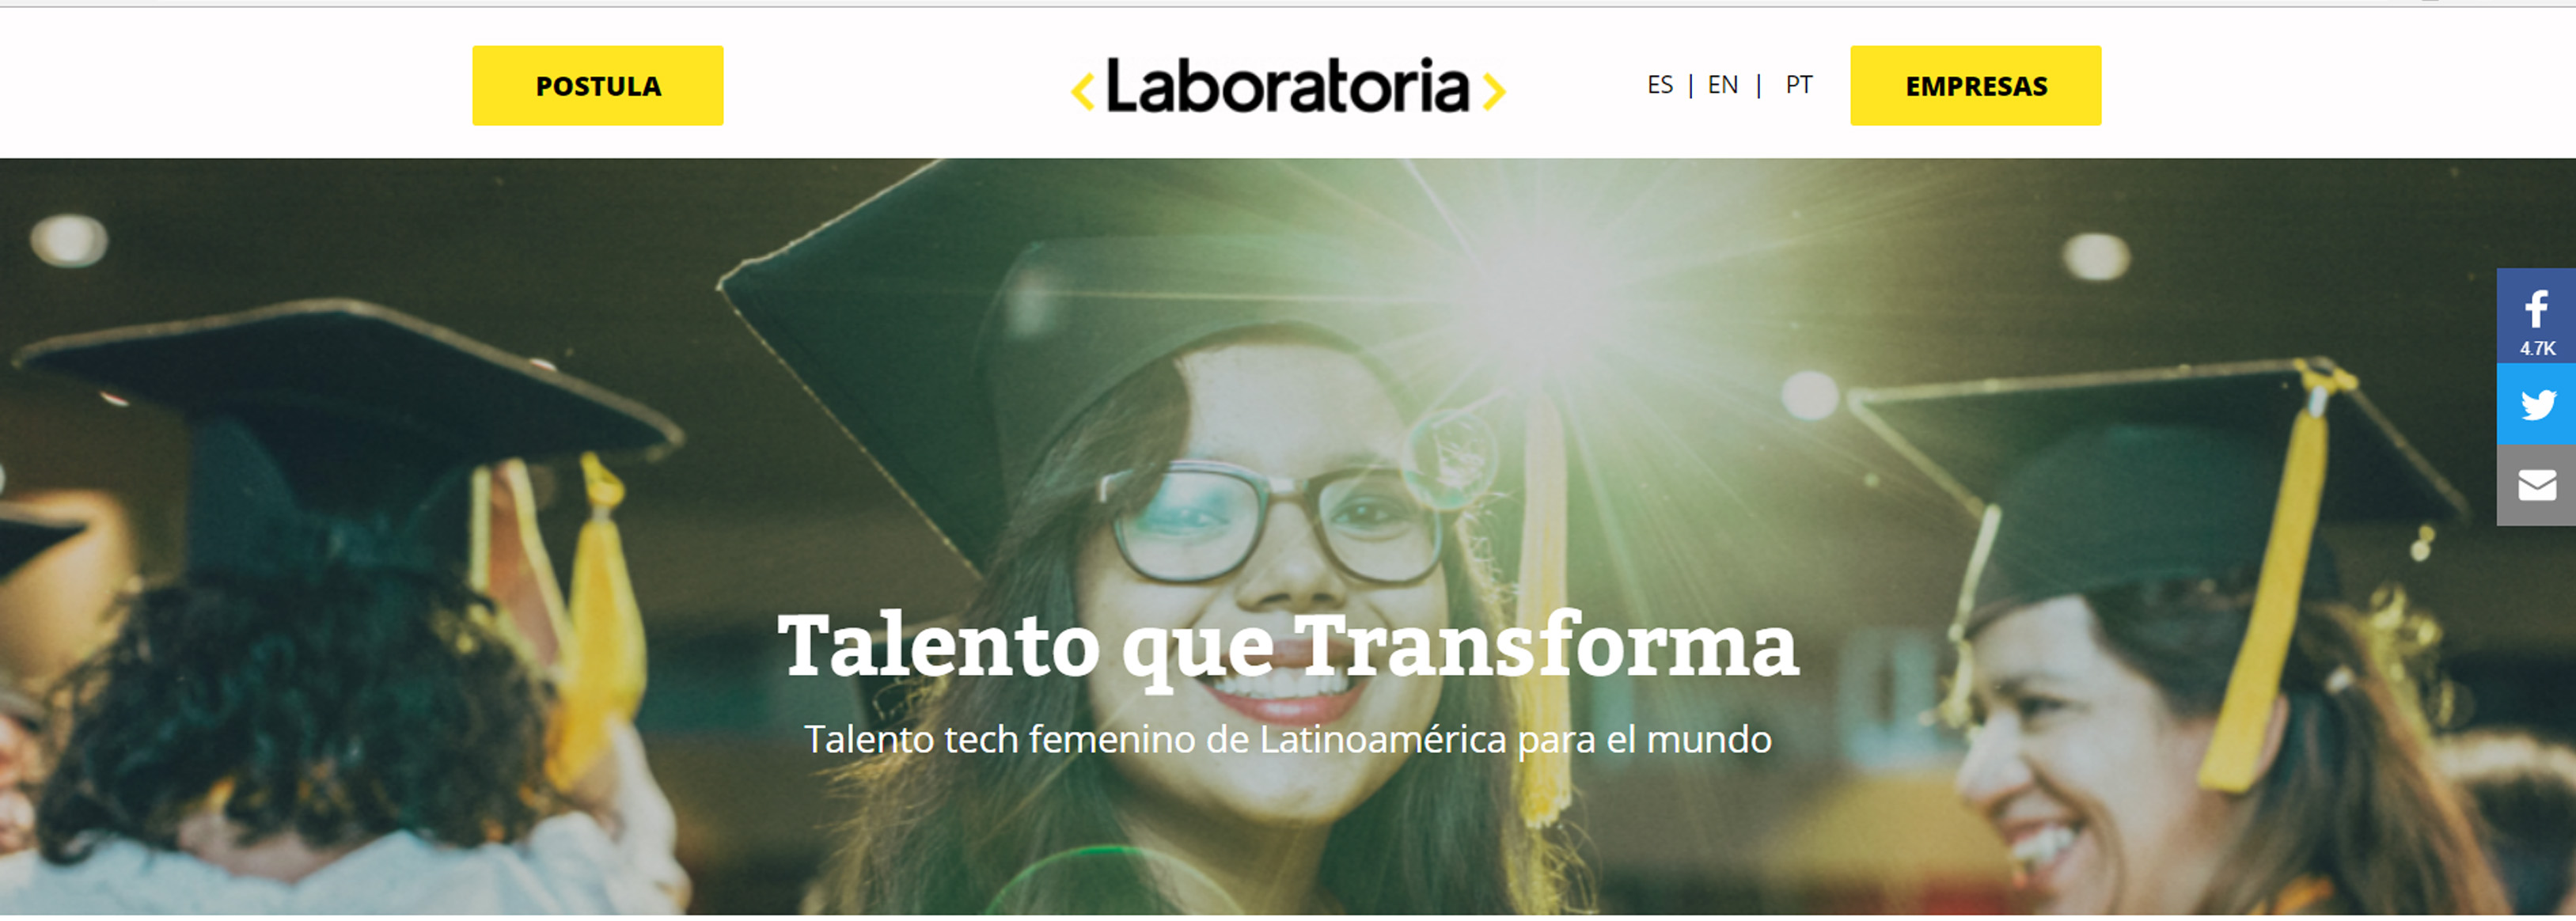 POSTULA
<Laboratoria>
ES | EN | PT
EMPRESAS
4.7K
Talento que Transforma
Talento tech femenino de Latinoamérica para el mundo